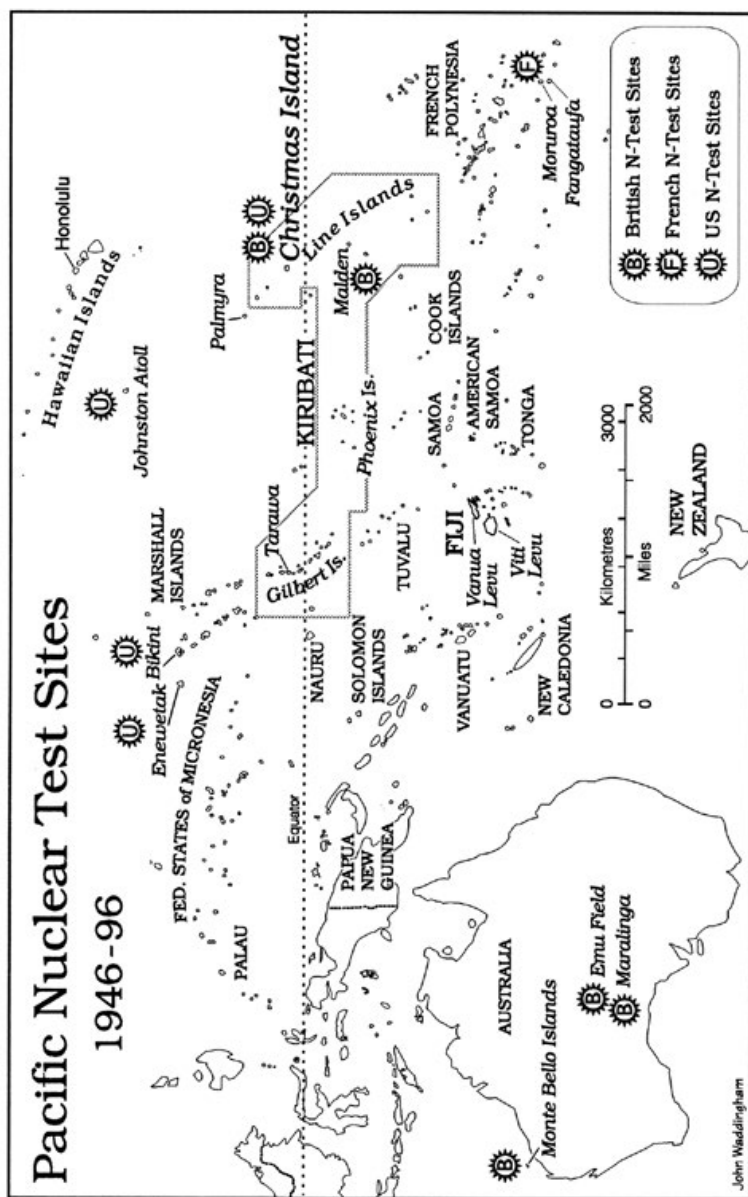 Pacific Nuclear Test Sites
1946-96
Hawaiian Islands
Honolulu
U
Johnston Atoll
MARSHALL
ISLANDS
U
Bikini
U
Enewetak
FED. STATES of MICRONESIA
PALAU
Palmyra
B
U
Christmas Island
Line Islands
Malden
B
KIRIBATI
Phoenix Is.
Tarawa
Gilbert Is.
NAURU
Equator
PAPUA
NEW
GUINEA
SOLOMON
ISLANDS
TUVALU
FRENCH
POLYNESIA
F
Moruroa
Fangataufa
COOK
ISLANDS
SAMOA
AMERICAN
SAMOA
TONGA
FIJI
Vanua
Levu
Viti
Levu
VANUATU
NEW
CALEDONIA
AUSTRALIA
B
Emu Field
B
Maralinga
B
Monte Bello Islands
NEW
ZEALAND
Kilometres
0
3000
0
2000
Miles
B
British N-Test Sites
F
French N-Test Sites
U
US N-Test Sites
John Waddingham